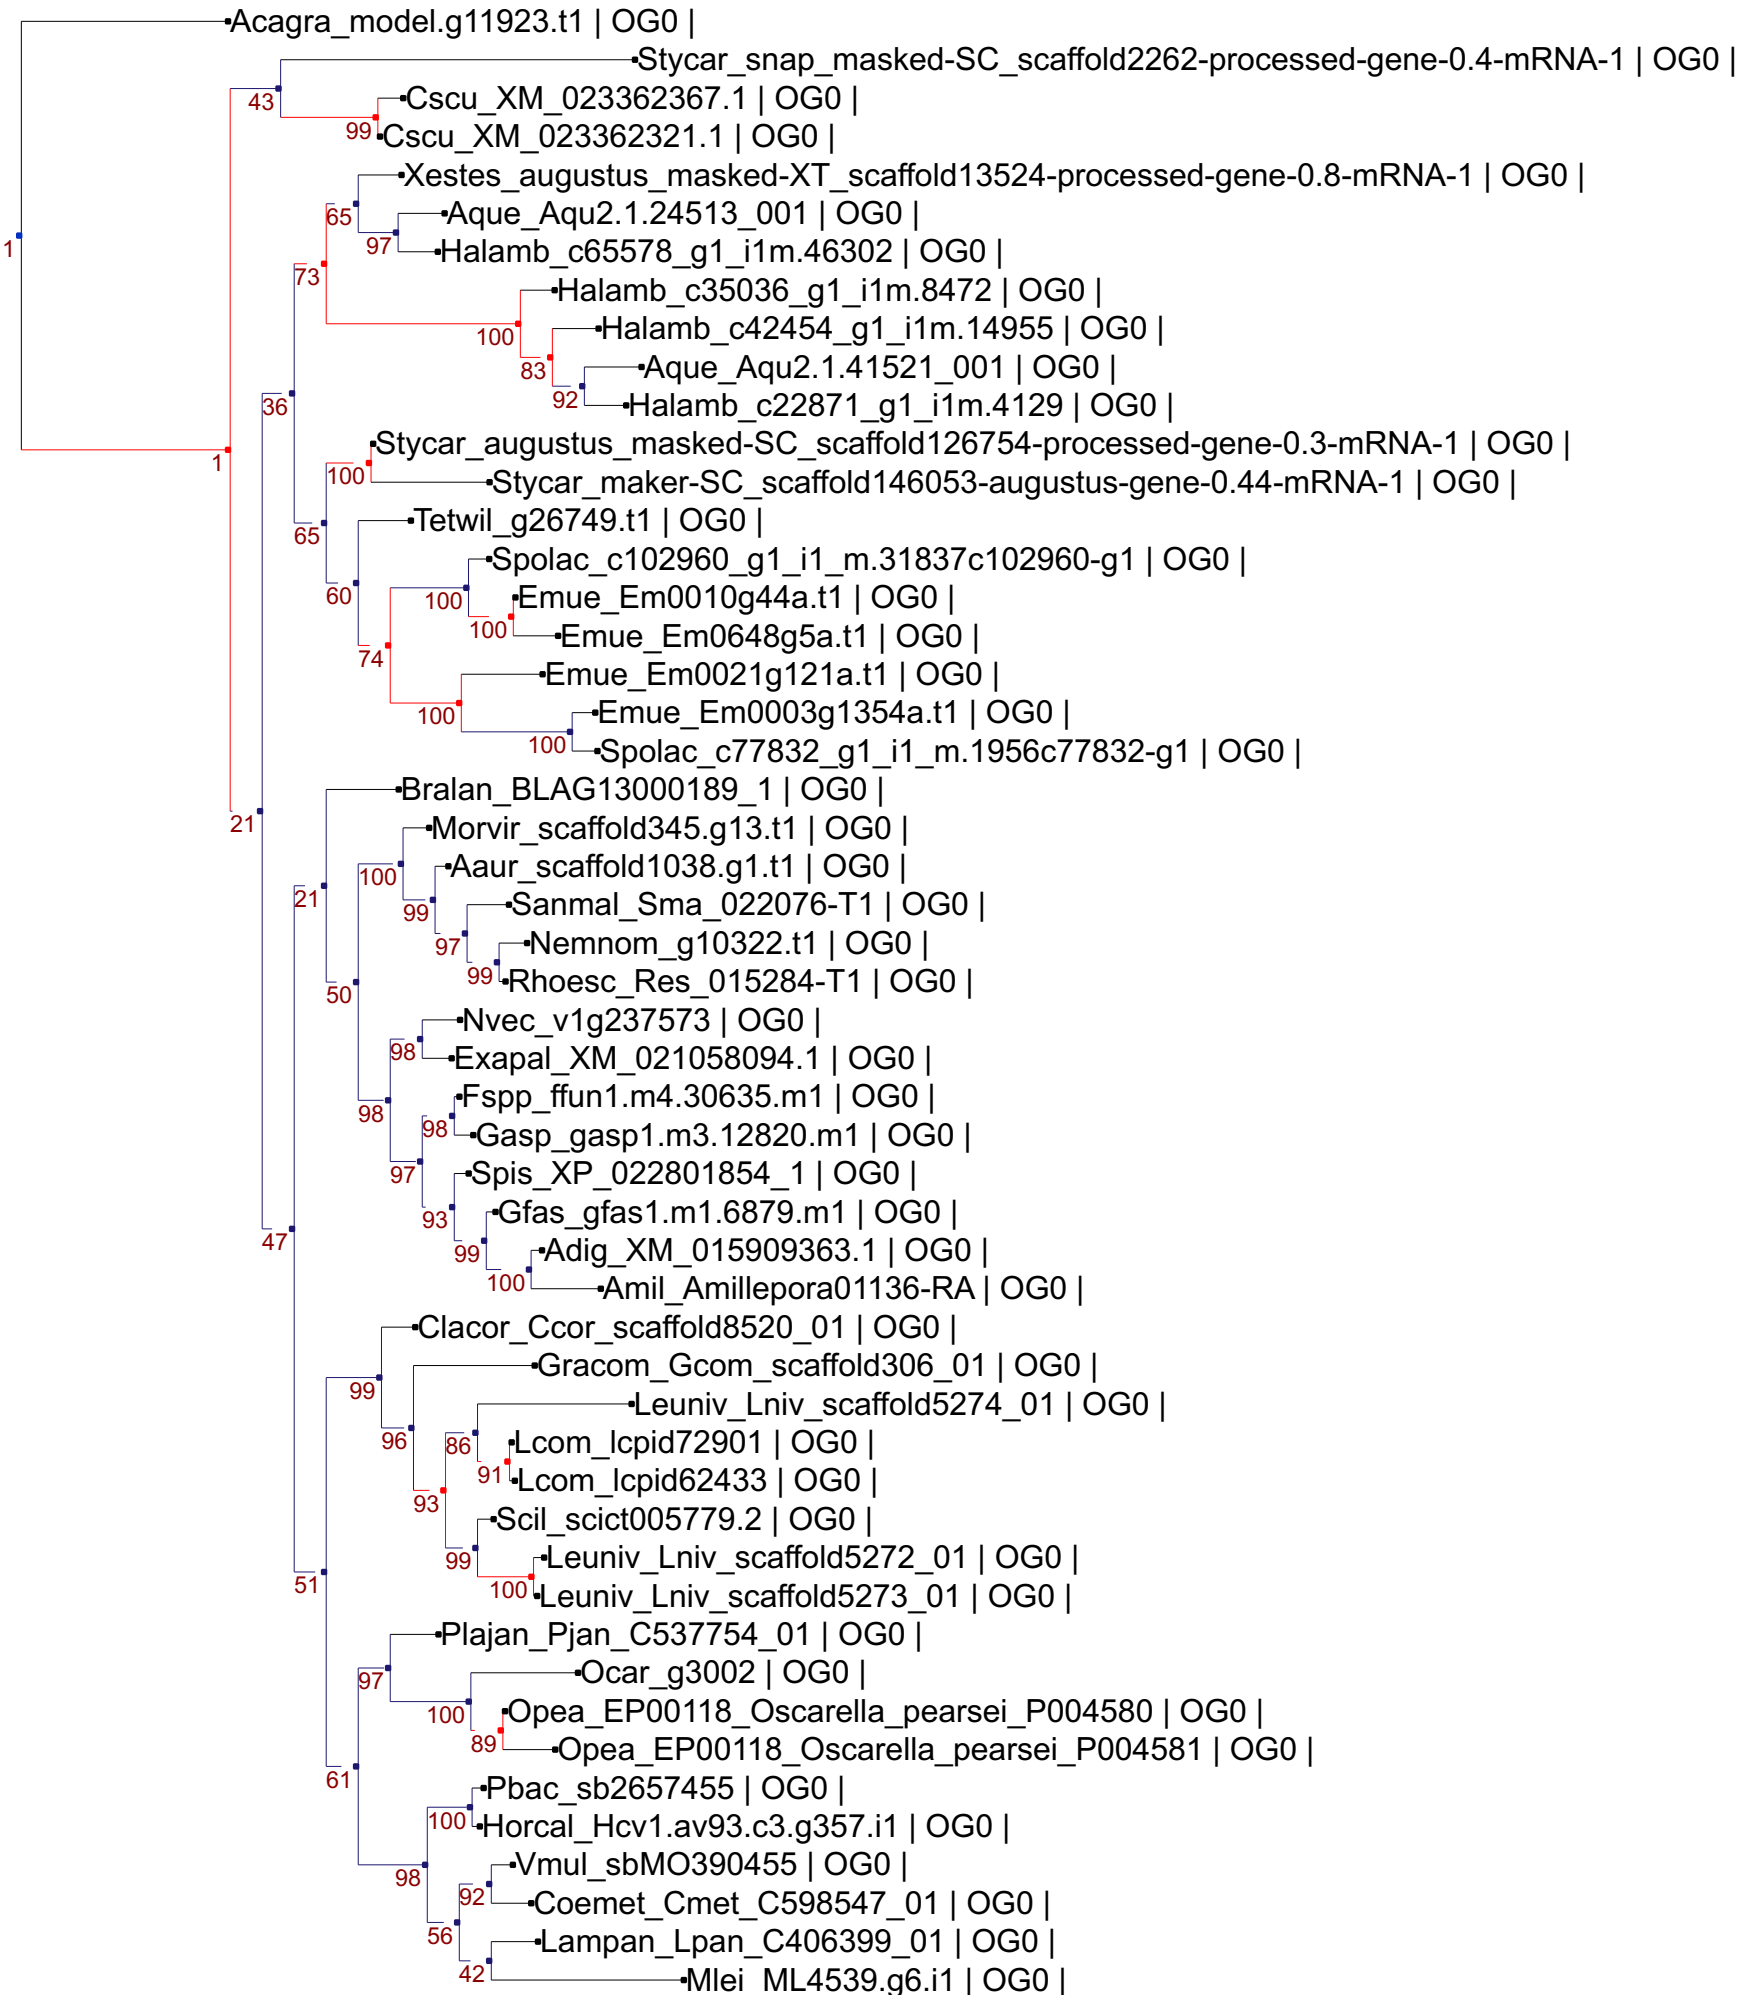 Acagra_model.g11923.t1 | OG0 |
Stycar_snap_masked-SC_scaffold2262-processed-gene-0.4-mRNA-1 | OG0 |
43
Cscu_XM_023362367.1 | OG0 |
99
Cscu_XM_023362321.1 | OG0 |
Xestes_augustus_masked-XT_scaffold13524-processed-gene-0.8-mRNA-1 | OG0 |
65
Aque_Aqu2.1.24513_001 | OG0 |
1
97
Halamb_c65578_g1_i1m.46302 | OG0 |
73
Halamb_c35036_g1_i1m.8472 | OG0 |
100
Halamb_c42454_g1_i1m.14955 | OG0 |
83
Aque_Aqu2.1.41521_001 | OG0 |
92
Halamb_c22871_g1_i1m.4129 | OG0 |
36
Stycar_augustus_masked-SC_scaffold126754-processed-gene-0.3-mRNA-1 | OG0 |
1
100
Stycar_maker-SC_scaffold146053-augustus-gene-0.44-mRNA-1 | OG0 |
Tetwil_g26749.t1 | OG0 |
65
Spolac_c102960_g1_i1_m.31837c102960-g1 | OG0 |
60
100
Emue_Em0010g44a.t1 | OG0 |
100
Emue_Em0648g5a.t1 | OG0 |
74
Emue_Em0021g121a.t1 | OG0 |
100
Emue_Em0003g1354a.t1 | OG0 |
100
Spolac_c77832_g1_i1_m.1956c77832-g1 | OG0 |
Bralan_BLAG13000189_1 | OG0 |
21
Morvir_scaffold345.g13.t1 | OG0 |
100
Aaur_scaffold1038.g1.t1 | OG0 |
21
99
Sanmal_Sma_022076-T1 | OG0 |
97
Nemnom_g10322.t1 | OG0 |
99
Rhoesc_Res_015284-T1 | OG0 |
50
Nvec_v1g237573 | OG0 |
98
Exapal_XM_021058094.1 | OG0 |
Fspp_ffun1.m4.30635.m1 | OG0 |
98
98
Gasp_gasp1.m3.12820.m1 | OG0 |
97
Spis_XP_022801854_1 | OG0 |
93
Gfas_gfas1.m1.6879.m1 | OG0 |
47
99
Adig_XM_015909363.1 | OG0 |
100
Amil_Amillepora01136-RA | OG0 |
Clacor_Ccor_scaffold8520_01 | OG0 |
Gracom_Gcom_scaffold306_01 | OG0 |
99
Leuniv_Lniv_scaffold5274_01 | OG0 |
96
86
Lcom_lcpid72901 | OG0 |
91
Lcom_lcpid62433 | OG0 |
93
Scil_scict005779.2 | OG0 |
99
Leuniv_Lniv_scaffold5272_01 | OG0 |
51
100
Leuniv_Lniv_scaffold5273_01 | OG0 |
Plajan_Pjan_C537754_01 | OG0 |
97
Ocar_g3002 | OG0 |
100
Opea_EP00118_Oscarella_pearsei_P004580 | OG0 |
89
Opea_EP00118_Oscarella_pearsei_P004581 | OG0 |
61
Pbac_sb2657455 | OG0 |
100
Horcal_Hcv1.av93.c3.g357.i1 | OG0 |
Vmul_sbMO390455 | OG0 |
98
92
Coemet_Cmet_C598547_01 | OG0 |
56
Lampan_Lpan_C406399_01 | OG0 |
42
Mlei_ML4539.g6.i1 | OG0 |